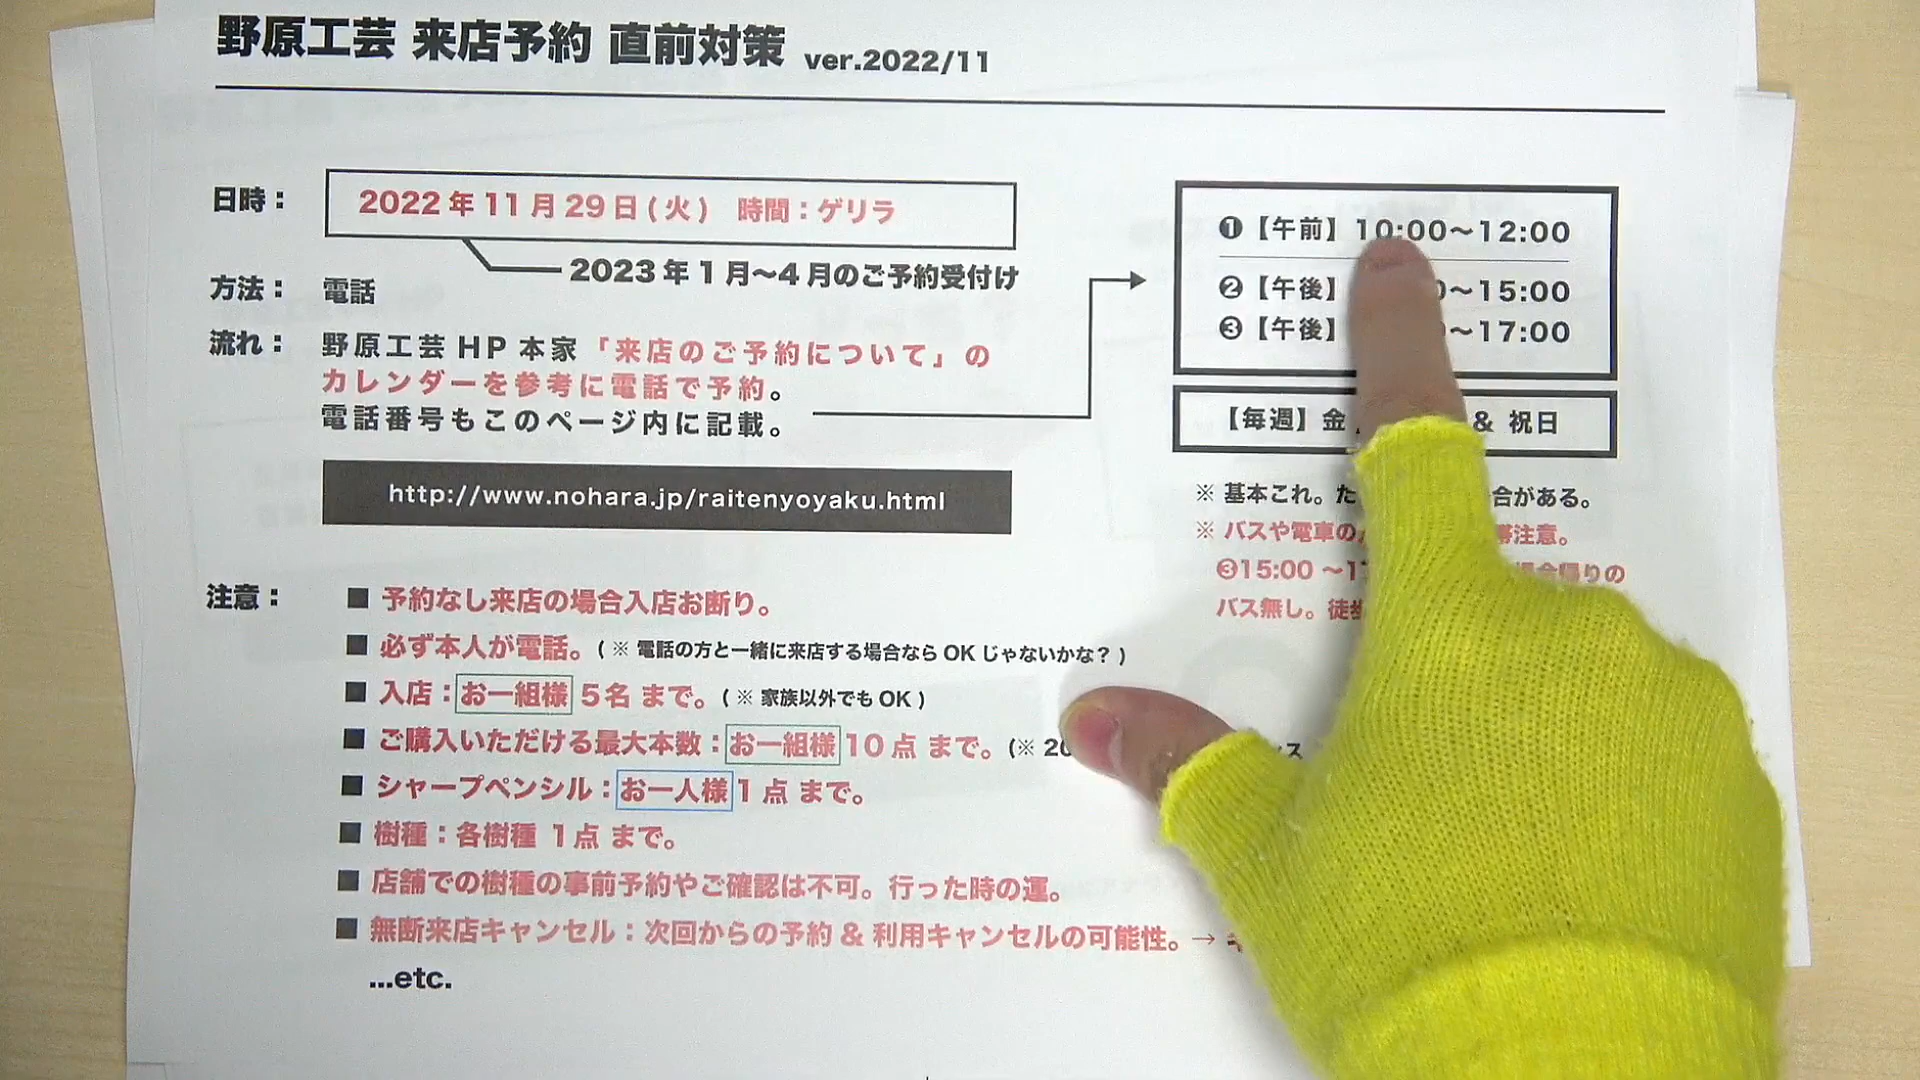 野原工芸 来店予約 直前対策 ver.2022/11
日時： 2022年11月29日(火) 時間：ゲリラ
2023年1月～4月のご予約受付け
方法： 電話
流れ： 野原工芸HP本家「来店のご予約について」の
カレンダーを参考に電話で予約。
電話番号もこのページ内に記載。
http://www.nohara.jp/raitenyoyaku.html
❶【午前】10:00～12:00
❷【午後】 ～15:00
❸【午後】 ～17:00
【毎週】金 & 祝日
※ 基本これ。た 合がある。
※ バスや電車の 帯注意。
❸15:00 ～1 場合帰りの
バス無し。徒歩
注意： ■ 予約なし来店の場合入店お断り。
■ 必ず本人が電話。( ※ 電話の方と一緒に来店する場合なら OK じゃないかな？ )
■ 入店：お一組様 5名 まで。( ※ 家族以外でも OK )
■ ご購入いただける最大本数：お一組様 10点 まで。(※ 20 ス
■ シャープペンシル：お一人様 1点 まで。
■ 樹種：各樹種 1点 まで。
■ 店舗での樹種の事前予約やご確認は不可。行った時の運。
■ 無断来店キャンセル：次回からの予約 & 利用キャンセルの可能性。→
...etc.